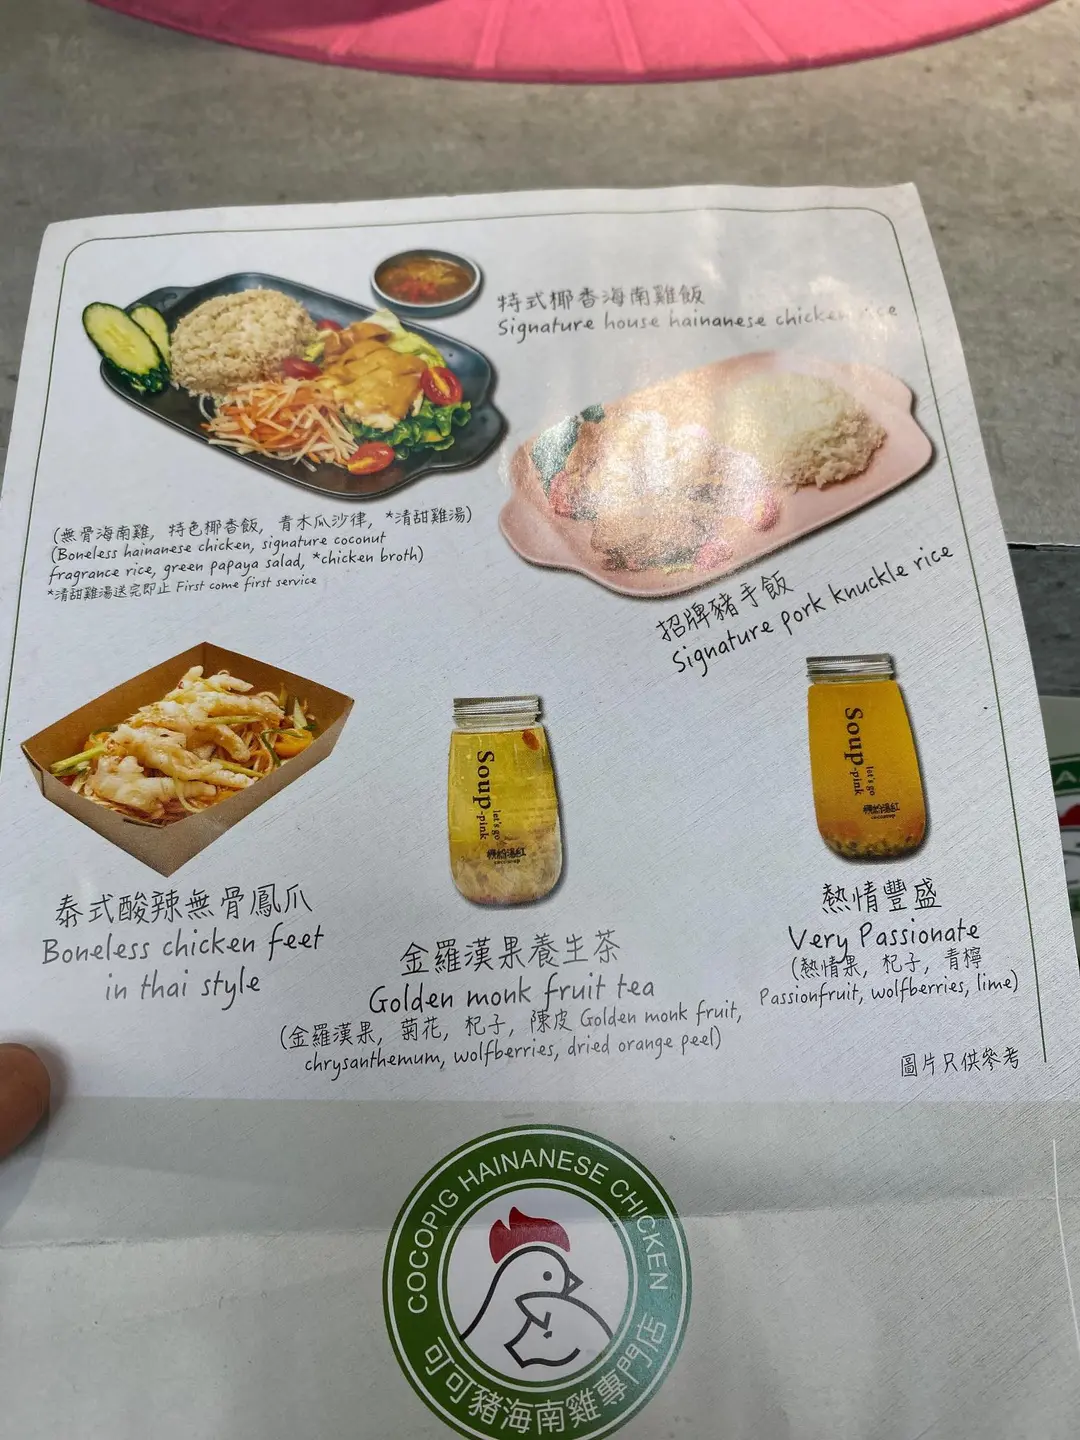 特式椰香海南雞飯
Signature house hainanese chicken rice
(無骨海南雞, 特色椰香飯, 青木瓜沙律, *清甜雞湯)
(Boneless hainanese chicken, signature coconut
fragrance rice, green papaya salad, *chicken broth)
*清甜雞湯送完即止 First come first service
招牌豬手飯
Signature pork knuckle rice
Soup-pink
let's go
Soup-pink
let's go
泰式酸辣無骨鳳爪
Boneless chicken feet
in thai style
金羅漢果養生茶
Golden monk fruit tea
(金羅漢果, 菊花, 杞子, 陳皮 Golden monk fruit,
chrysanthemum, wolfberries, dried orange peel)
熱情豐盛
Very Passionate
(熱情果, 杞子, 青檸
Passionfruit, wolfberries, lime)
圖片只供參考
COCOPIG HAINANESE CHICKEN
可可豬海南雞專門店